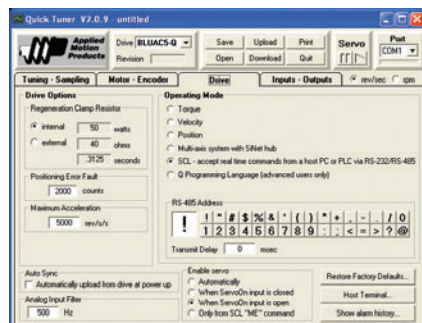 Quick Tuner V2.0.9 - untitled
Applied Motion Products
Drive BLUAC5-Q
Revision
Save Upload Print
Open Download Quit
Servo
Port
COM1
Tuning - Sampling Motor - Encoder Drive Inputs - Outputs rev/sec rpm
Drive Options
Regeneration Clamp Resistor
internal 50 watts
external 40 ohms
.3125 seconds
Positioning Error Fault
2000 counts
Maximum Acceleration
5000 rev/s/s
Operating Mode
Torque
Velocity
Position
Multi-axis system with SiNet hub
SCL - accept real time commands from a host PC or PLC via RS-232/RS-485
Q Programming Language (advanced users only)
RS-485 Address
! ! " # $ % & ' ( ) * + , - . / 0
1 2 3 4 5 6 7 8 9 : ; < = > ? @
Transmit Delay 0 msec
Auto Sync
Automatically upload from drive at power up
Analog Input Filter
500 Hz
Enable servo
Automatically
When ServoOn input is closed
When ServoOn input is open
Only from SCL "ME" command
Restore Factory Defaults...
Host Terminal...
Show alarm history...